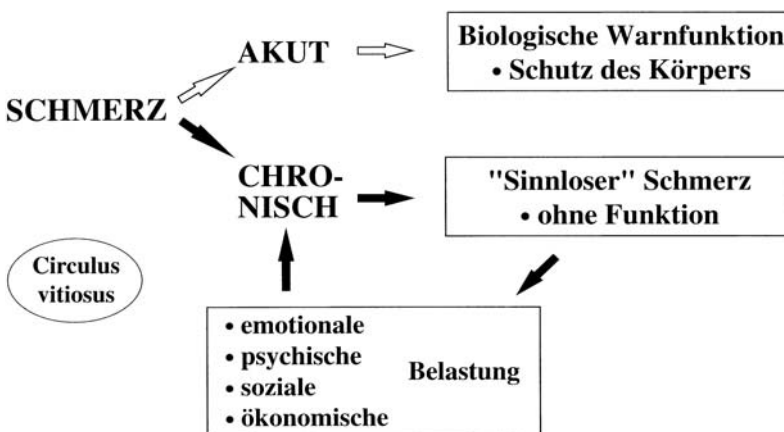 AKUT
Biologische Warnfunktion
• Schutz des Körpers
SCHMERZ
CHRO-
NISCH
"Sinnloser" Schmerz
• ohne Funktion
Circulus
vitiosus
• emotionale
• psychische
• soziale
• ökonomische
Belastung